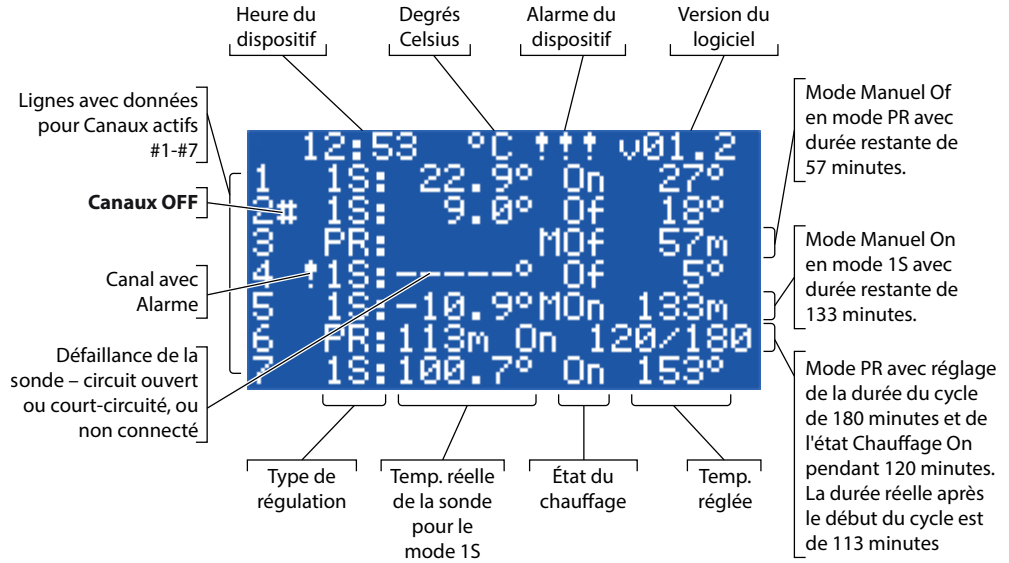 Heure du
dispositif
Degrés
Celsius
Alarme du
dispositif
Version du
logiciel
Lignes avec données
pour Canaux actifs
#1-#7
Canaux OFF
Canal avec
Alarme
Défaillance de la
sonde – circuit ouvert
ou court-circuité, ou
non connecté
12:53 °C !!! v01.2
1 1S: 22.9° On 27°
2# 1S: 9.0° Of 18°
3 PR: MOf 57m
4 !1S:-----° Of 5°
5 1S:-10.9°MOn 133m
6 PR:113m On 120/180
7 1S:100.7° On 153°
Mode Manuel Of
en mode PR avec
durée restante de
57 minutes.
Mode Manuel On
en mode 1S avec
durée restante de
133 minutes.
Mode PR avec réglage
de la durée du cycle
de 180 minutes et de
l'état Chauffage On
pendant 120 minutes.
La durée réelle après
le début du cycle est
de 113 minutes
Type de
régulation
Temp. réelle
de la sonde
pour le
mode 1S
État du
chauffage
Temp.
réglée